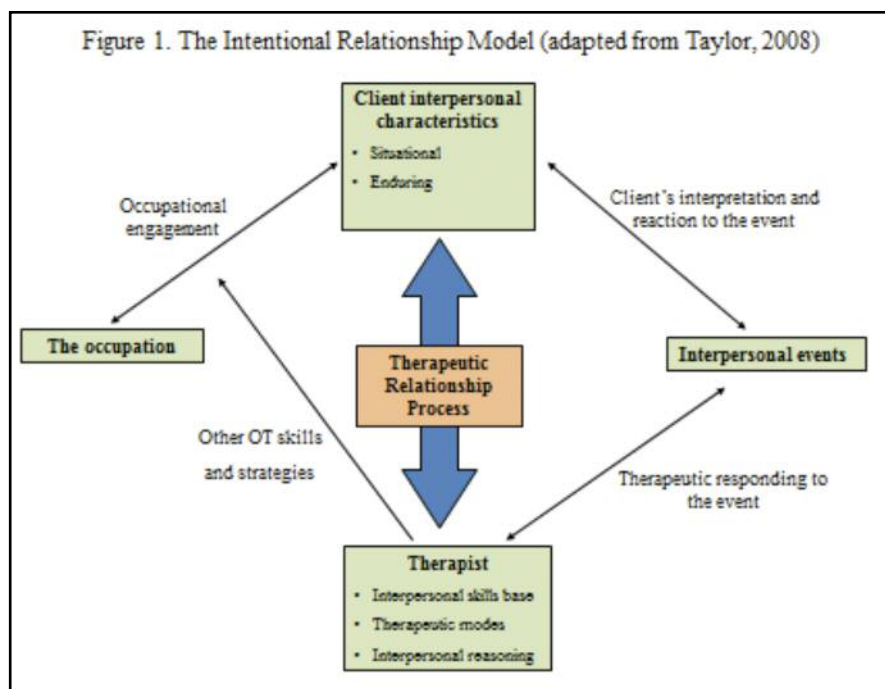 Figure 1. The Intentional Relationship Model (adapted from Taylor, 2008)
Client interpersonal
characteristics
• Situational
• Enduring
Occupational
engagement
Client's interpretation and
reaction to the event
The occupation
Therapeutic
Relationship
Process
Interpersonal events
Other OT skills
and strategies
Therapeutic responding to
the event
Therapist
• Interpersonal skills base
• Therapeutic modes
• Interpersonal reasoning